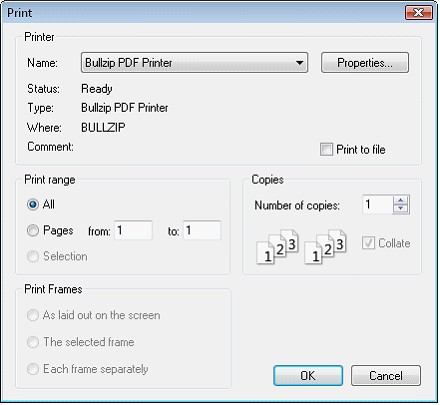 Print
Printer
Name: Bullzip PDF Printer Properties...
Status: Ready
Type: Bullzip PDF Printer
Where: BULLZIP
Comment: Print to file
Print range
All
Pages from: 1 to: 1
Selection
Copies
Number of copies: 1
1 2 3 1 2 3 Collate
Print Frames
As laid out on the screen
The selected frame
Each frame separately
OK Cancel